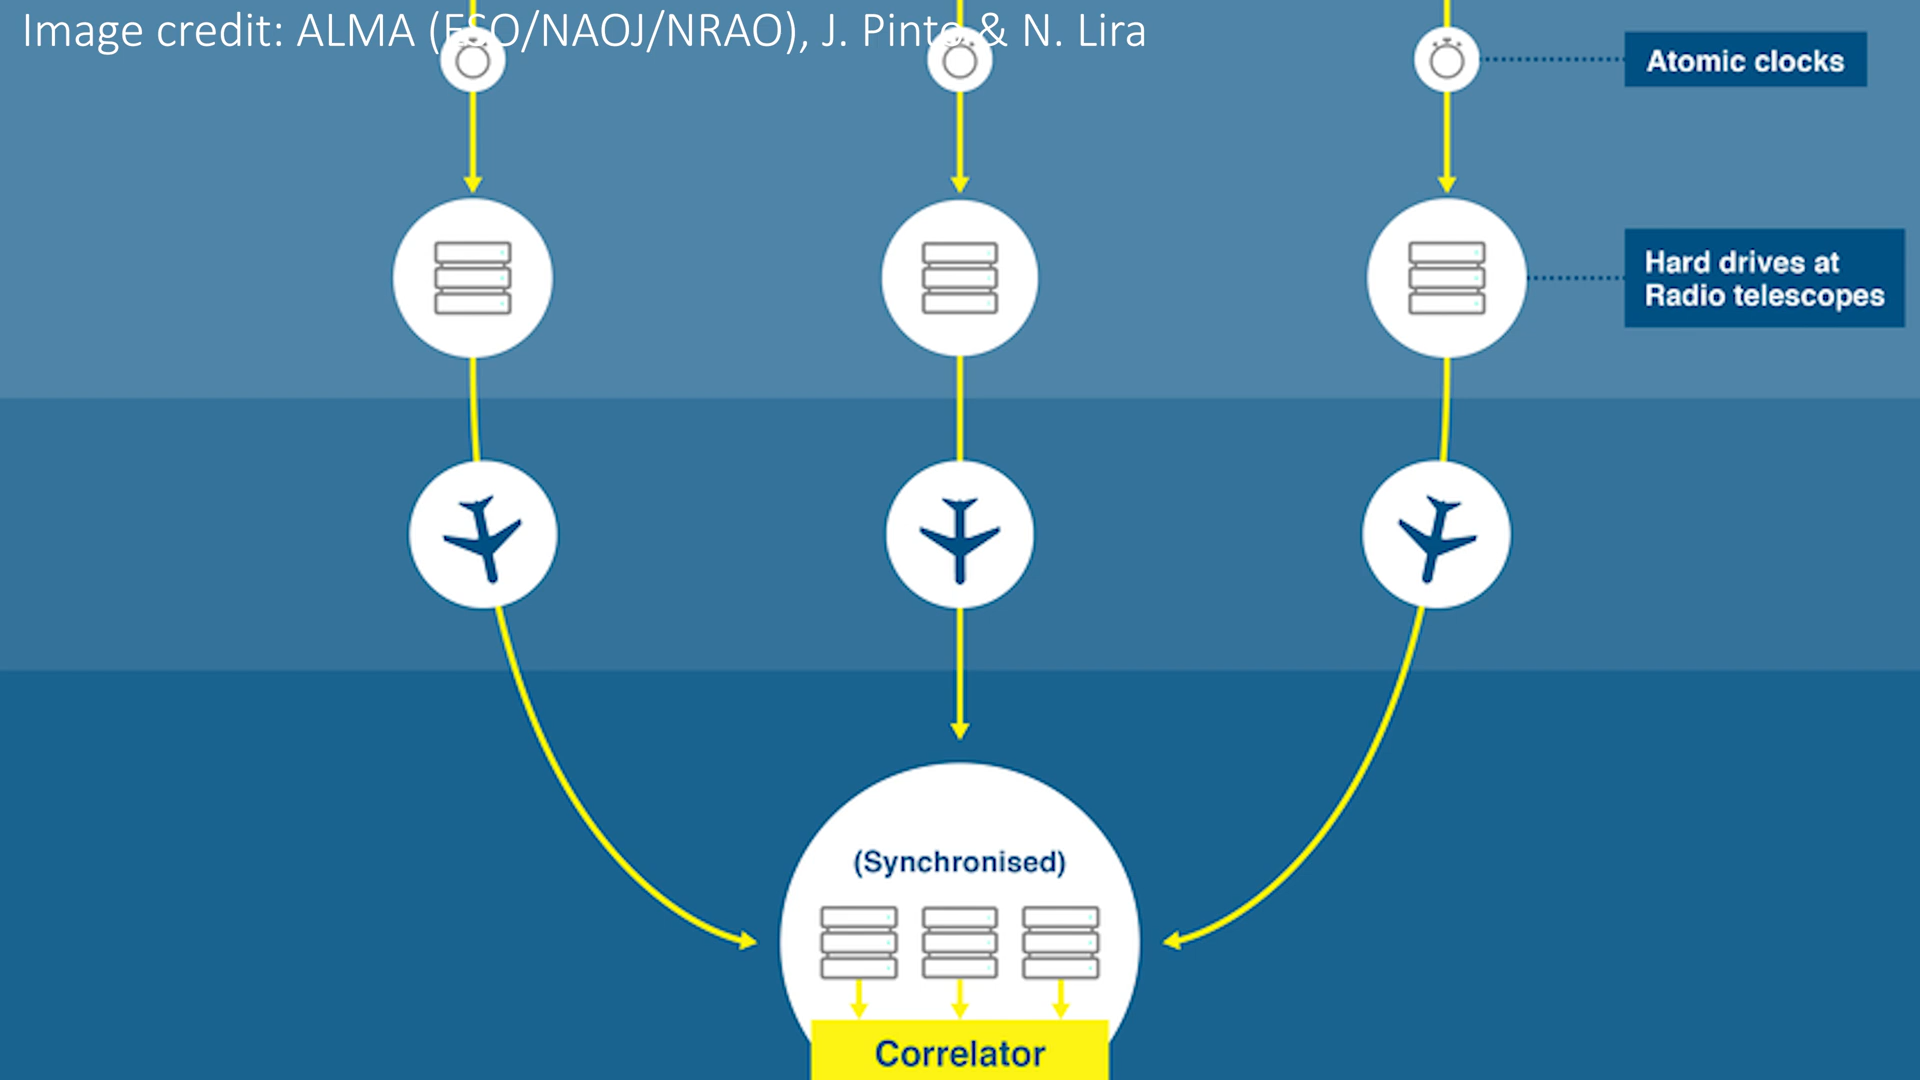 Image credit: ALMA (ESO/NAOJ/NRAO), J. Pinto & N. Lira
Atomic clocks
Hard drives at
Radio telescopes
(Synchronised)
Correlator